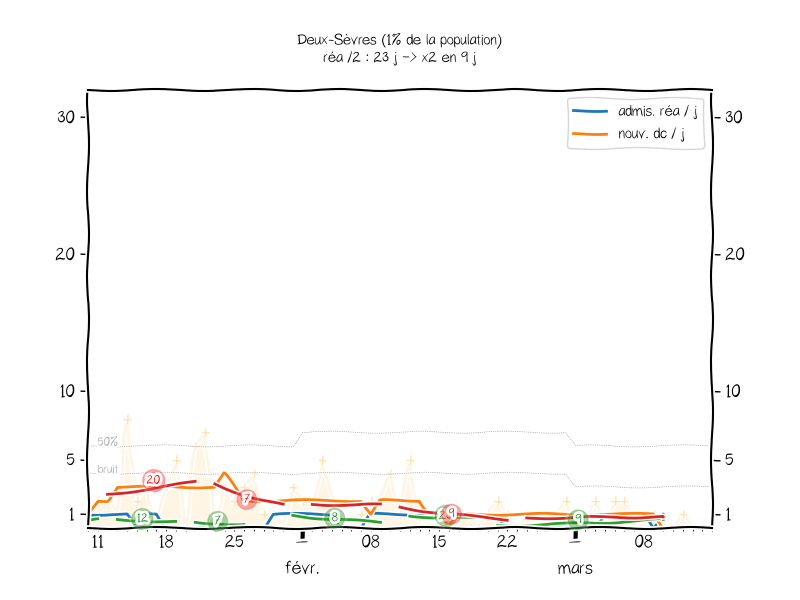 Deux-Sèvres (1% de la population)
réa /2 : 23 j -> x2 en 9 j
admis. réa / j
nouv. dc / j
30 30
20 20
10 10
5 5
1 1
50%
bruit
20 7 9
12 7 8 9
11 18 25 1 08 15 22 1 08
févr. mars